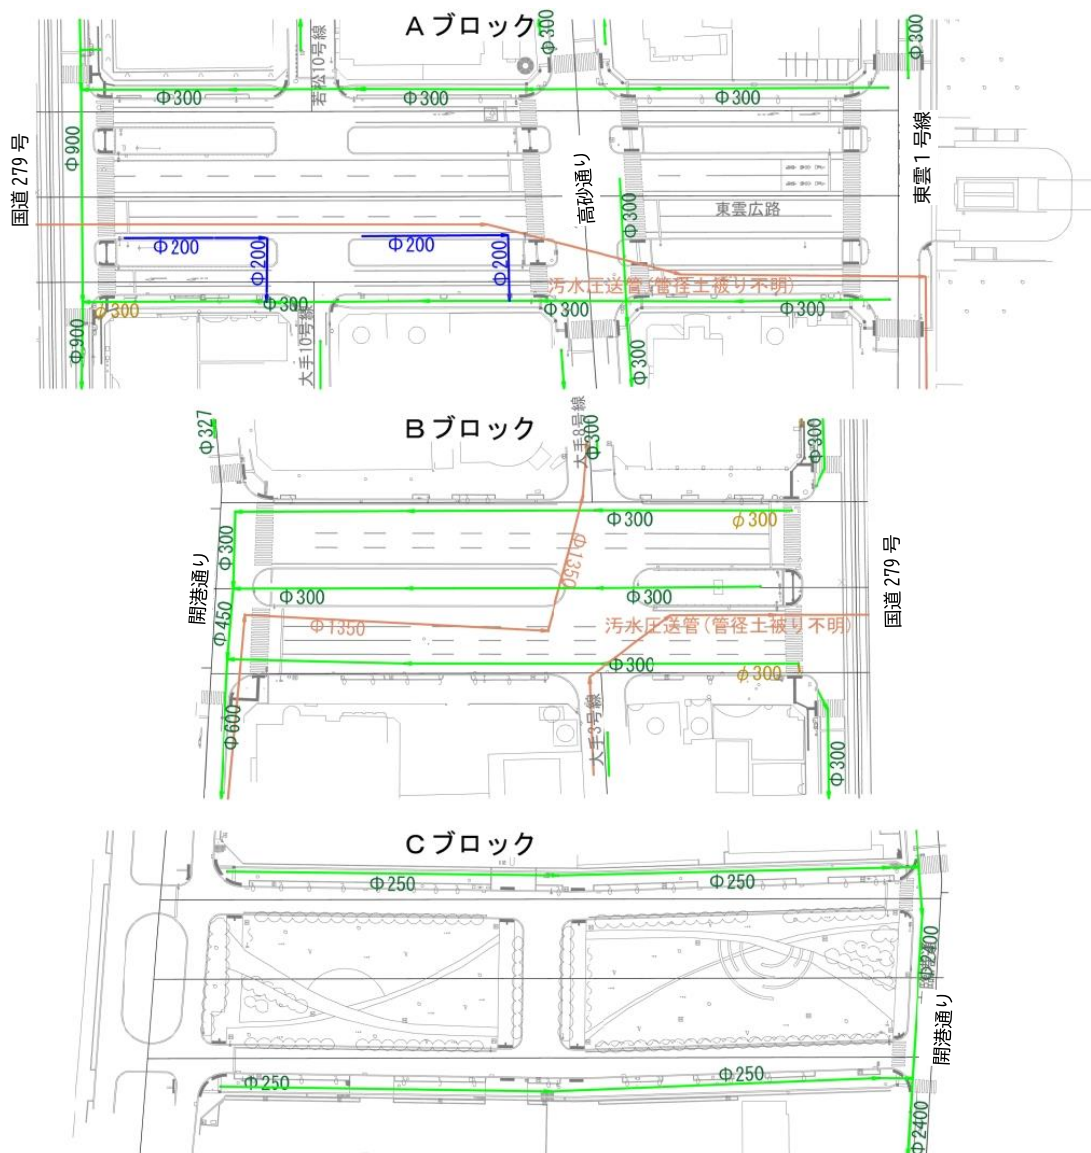 Aブロック
Φ300
Φ300
若松10号線
Φ300
Φ300
Φ300
Φ900
国道279号
高砂通り
東雲1号線
Φ300
東雲広路
Φ200
Φ200
Φ200
Φ200
汚水圧送管(管径土被り不明)
Φ300
Φ300
Φ300
Φ300
Φ900
大手10号線
Φ300
Bブロック
Φ327
大手8号線
Φ300
Φ300
Φ300
φ300
Φ300
開港通り
Φ1350
国道279号
Φ300
Φ300
Φ450
Φ1350
汚水圧送管(管径土被り不明)
Φ300
φ300
Φ600
大手3号線
Φ300
Cブロック
Φ250
Φ250
Φ2400
開港通り
Φ250
Φ250
Φ2400